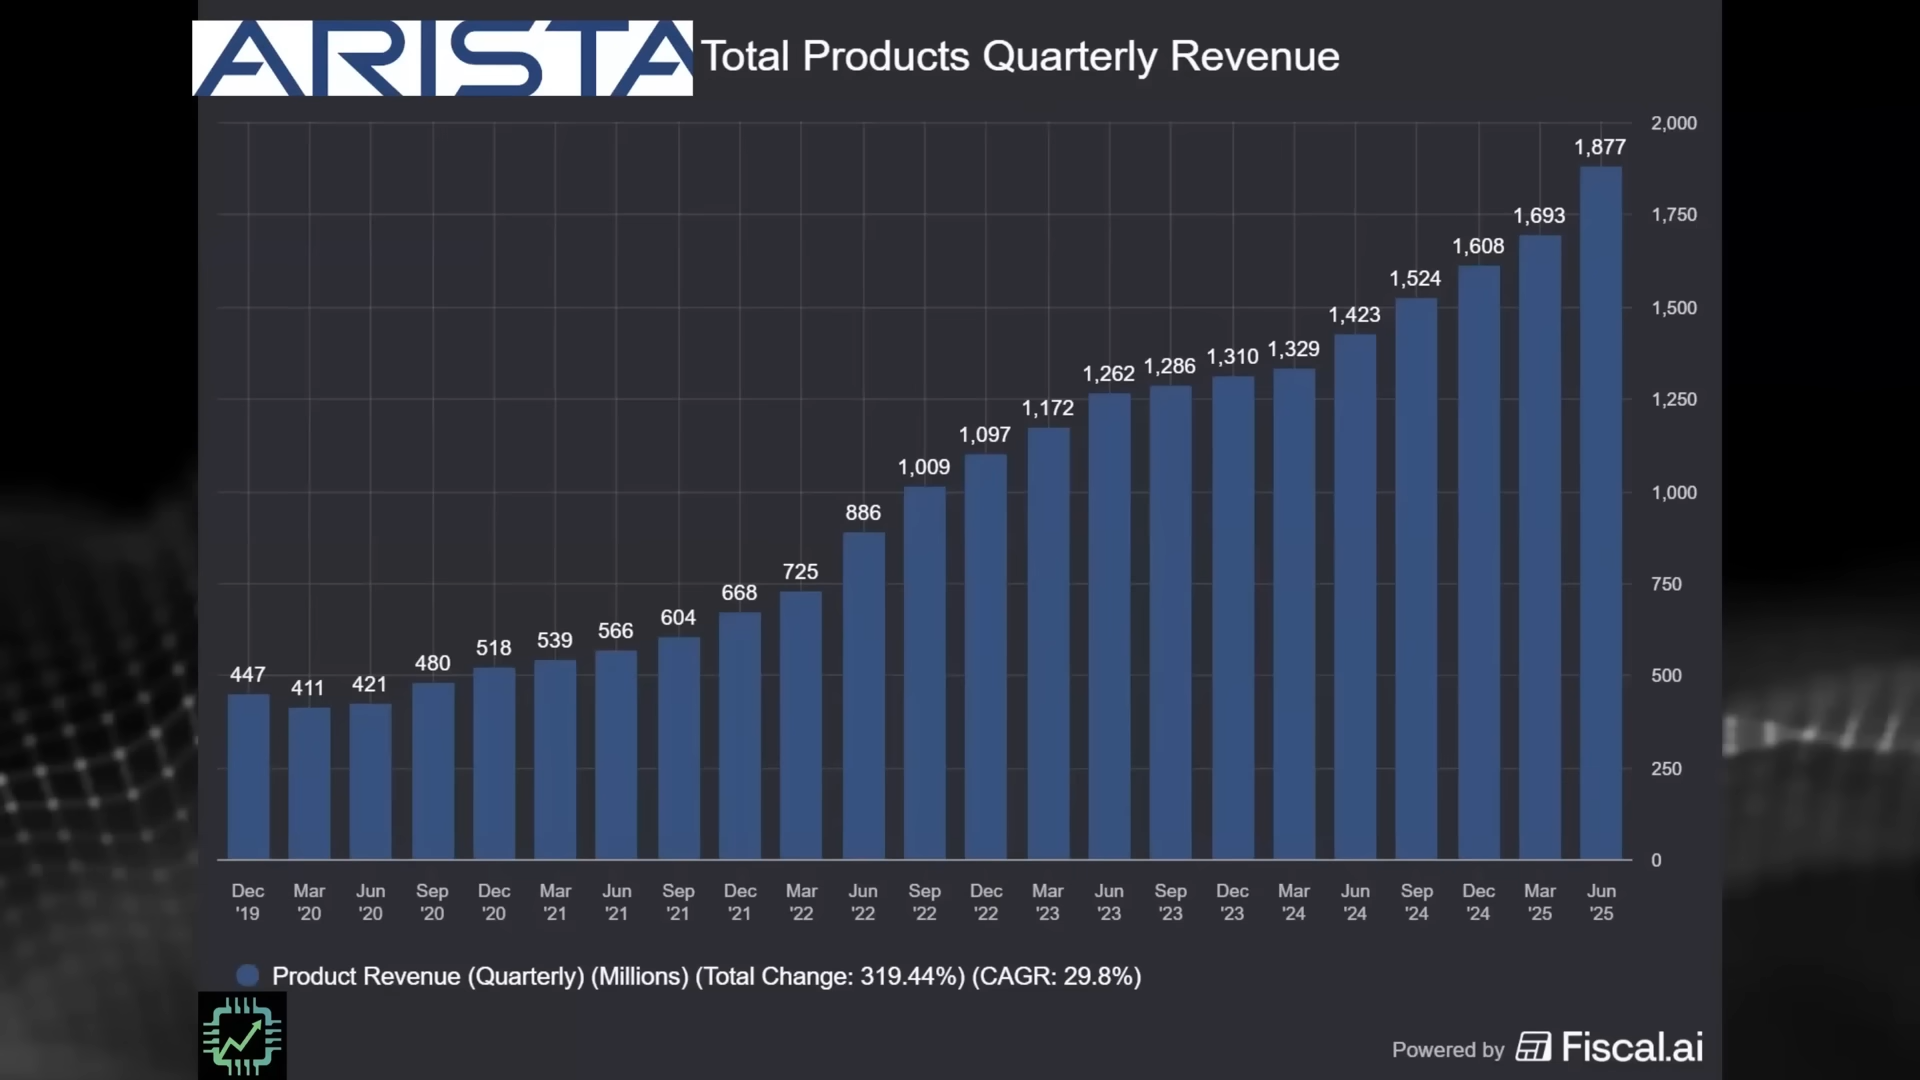 ARISTA Total Products Quarterly Revenue
2,000
1,750
1,500
1,250
1,000
750
500
250
0
447
411
421
480
518
539
566
604
668
725
886
1,009
1,097
1,172
1,262
1,286
1,310
1,329
1,423
1,524
1,608
1,693
1,877
Dec '19
Mar '20
Jun '20
Sep '20
Dec '20
Mar '21
Jun '21
Sep '21
Dec '21
Mar '22
Jun '22
Sep '22
Dec '22
Mar '23
Jun '23
Sep '23
Dec '23
Mar '24
Jun '24
Sep '24
Dec '24
Mar '25
Jun '25
Product Revenue (Quarterly) (Millions) (Total Change: 319.44%) (CAGR: 29.8%)
Powered by Fiscal.ai